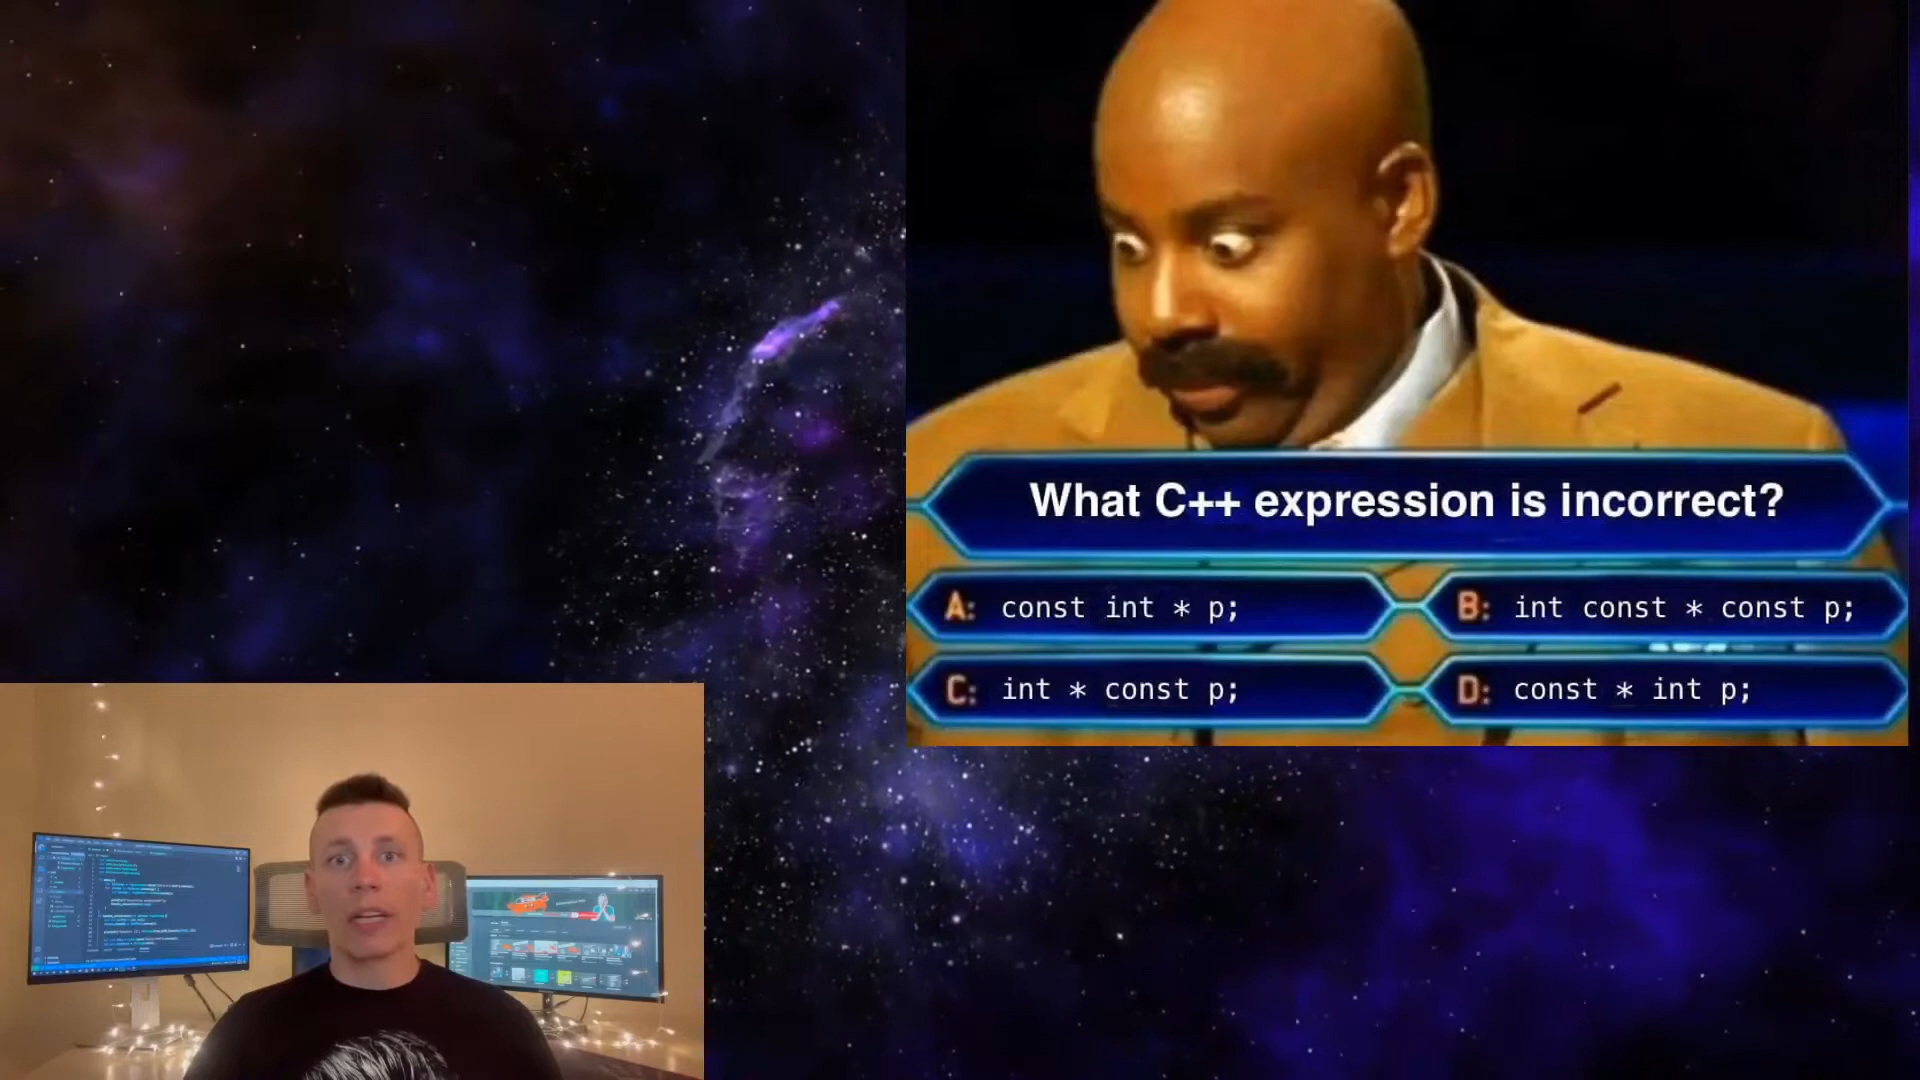 What C++ expression is incorrect?
A: const int * p;
B: int const * const p;
C: int * const p;
D: const * int p;